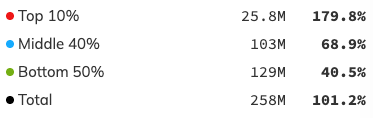 Top 10% 25.8M 179.8%
Middle 40% 103M 68.9%
Bottom 50% 129M 40.5%
Total 258M 101.2%